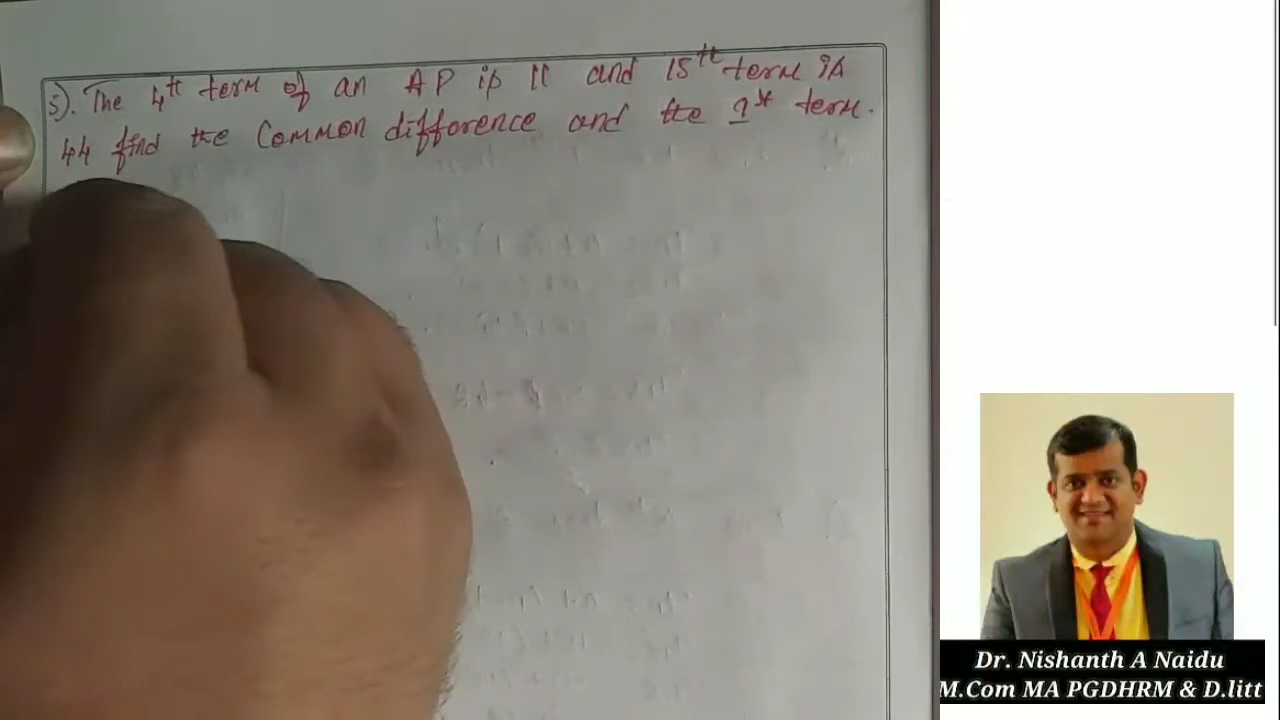 5). The 4th term of an AP is 11 and 15th term is
44 find the Common difference and the 1st term.
Dr. Nishanth A Naidu
M.Com MA PGDHRM & D.litt